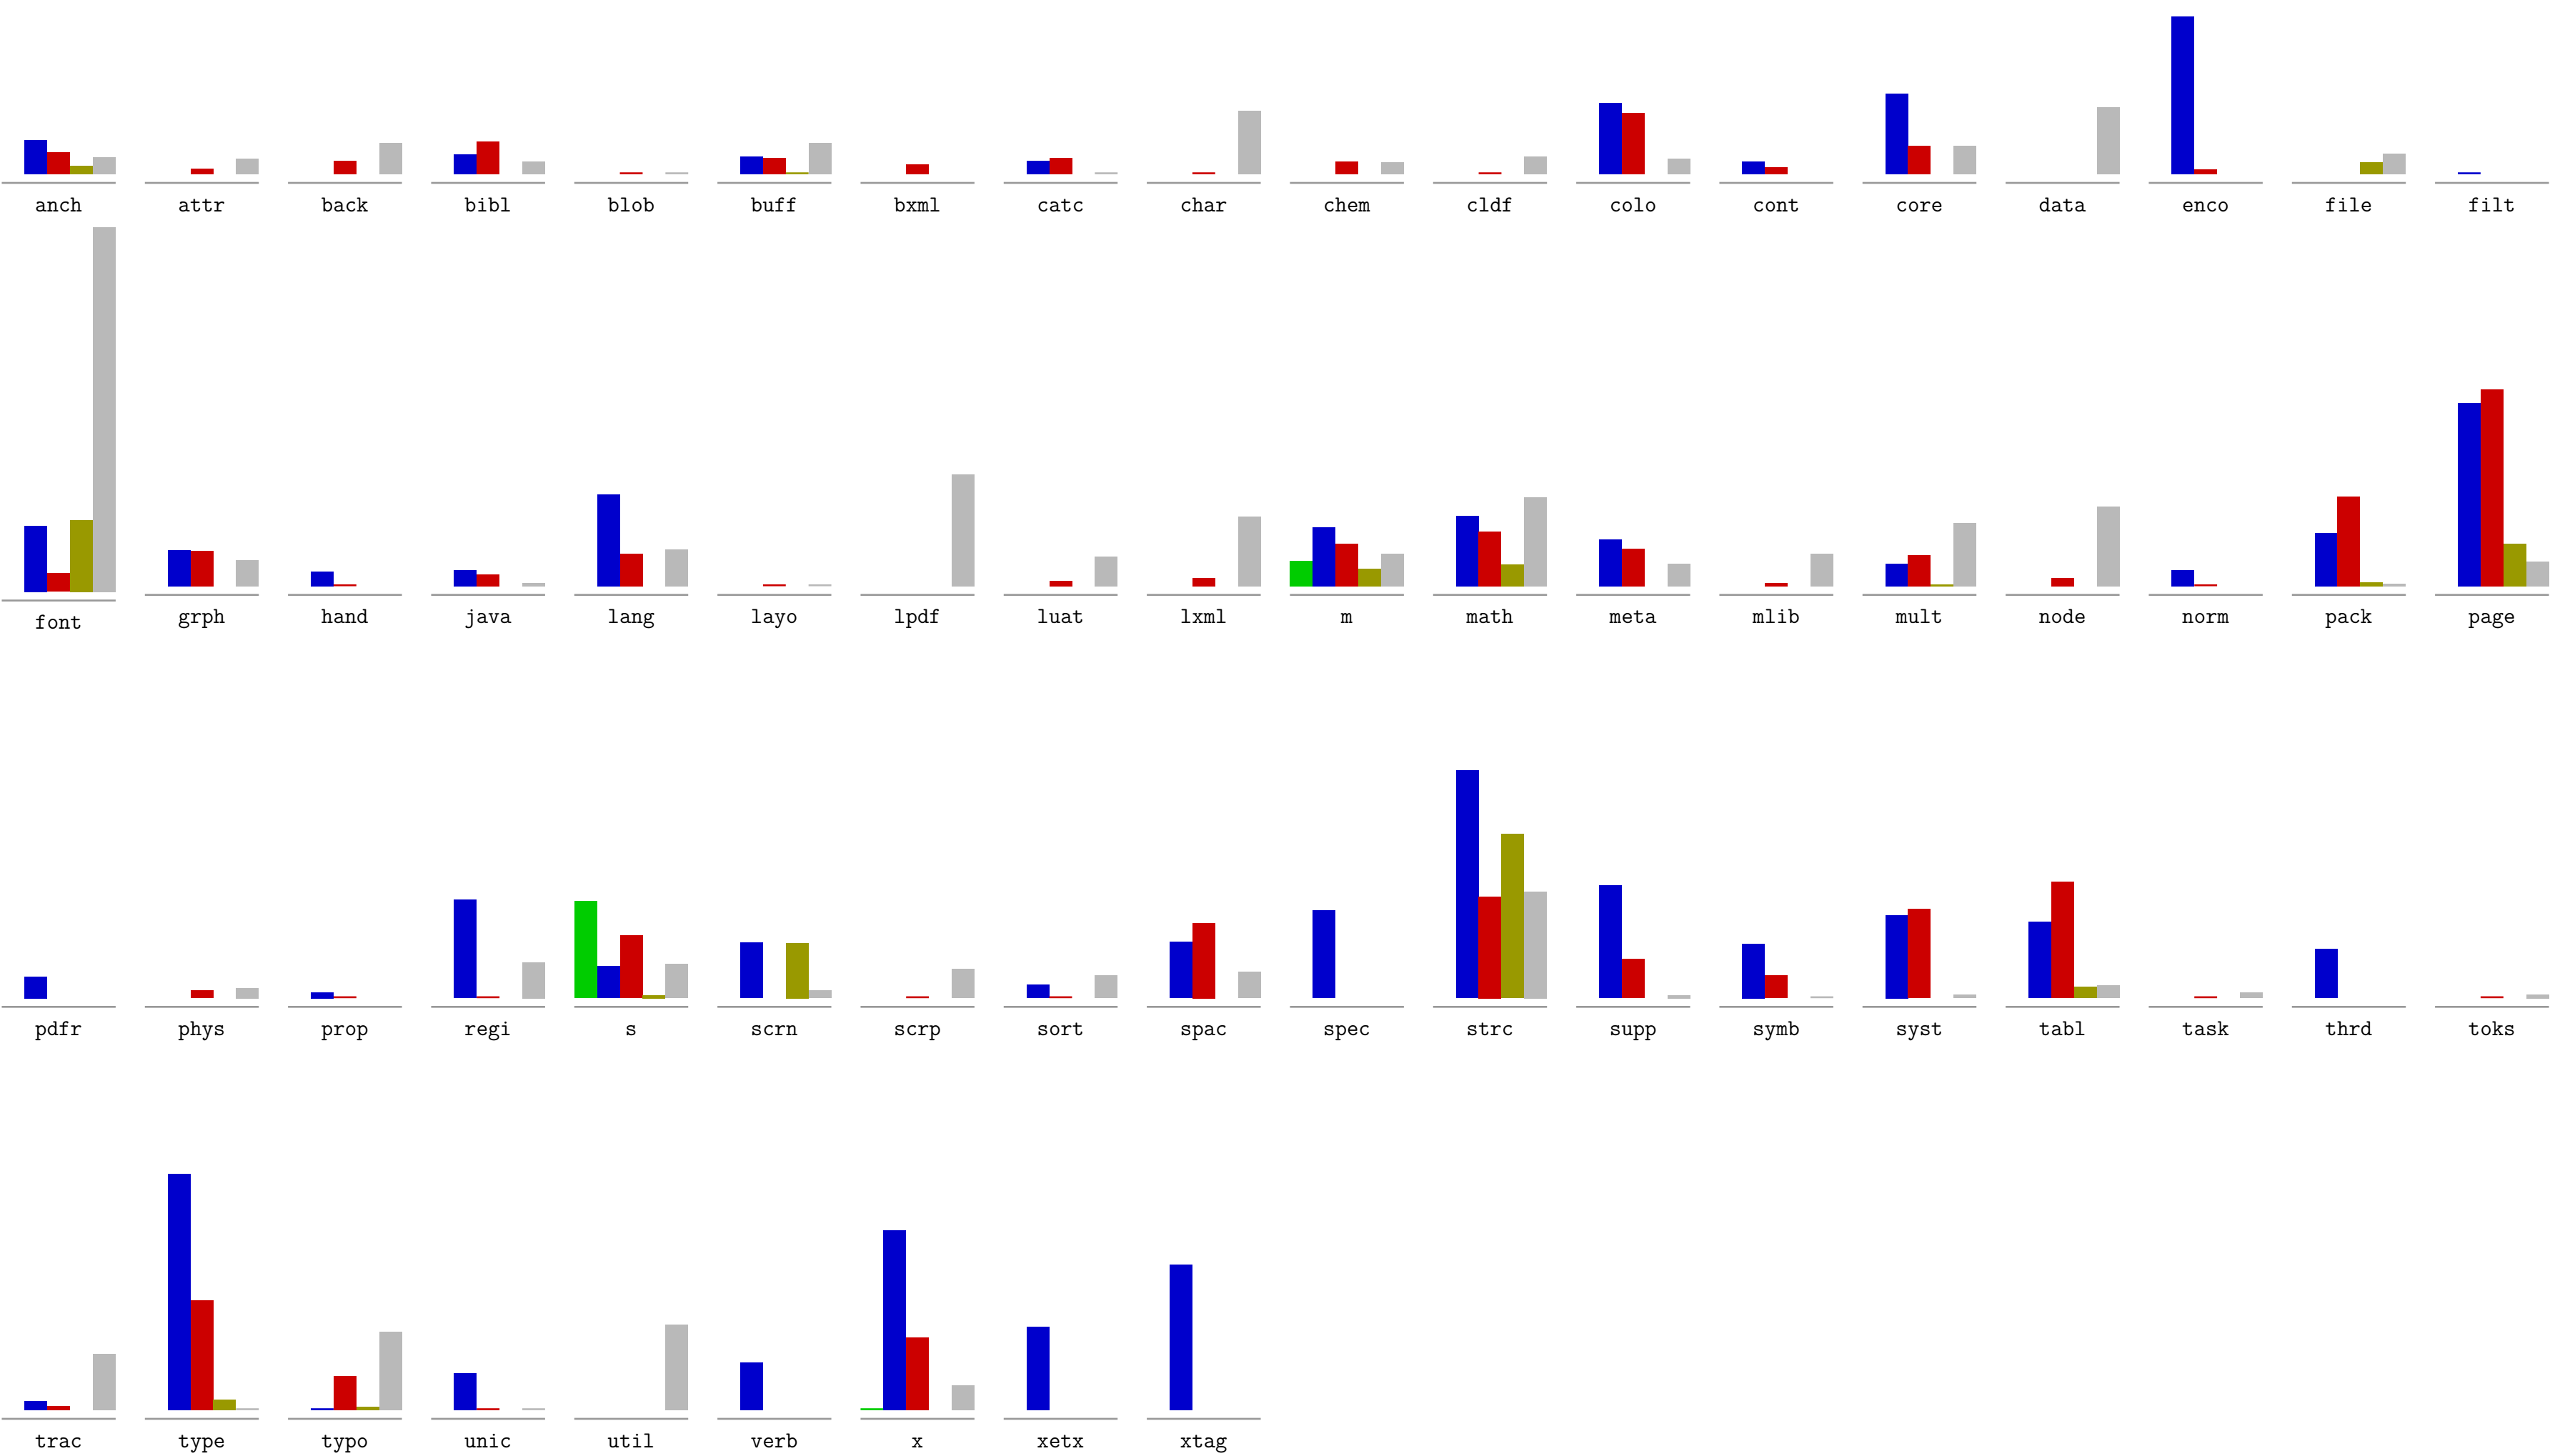 anch attr back bibl blob buff bxml catc char chem cldf colo cont core data enco file filt
font grph hand java lang layo lpdf luat lxml m math meta mlib mult node norm pack page
pdfr phys prop regi s scrn scrp sort spac spec strc supp symb syst tabl task thrd toks
trac type typo unic util verb x xetx xtag